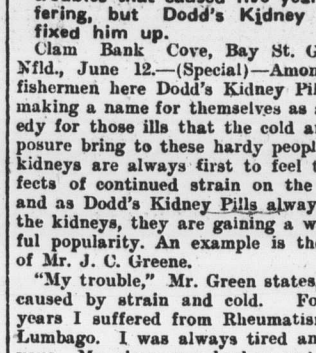 fering, but Dodd's Kidney
fixed him up.
Clam Bank Cove, Bay St. G
Nfld., June 12.—(Special)—Amon
fishermen here Dodd's Kidney Pil
making a name for themselves as
edy for those ills that the cold a
posure bring to these hardy peopl
kidneys are always first to feel t
fects of continued strain on the
and as Dodd's Kidney Pills alway
the kidneys, they are gaining a w
ful popularity. An example is the
of Mr. J. C. Greene.
"My trouble," Mr. Green states
caused by strain and cold. Fo
years I suffered from Rheumatis
Lumbago. I was always tired an